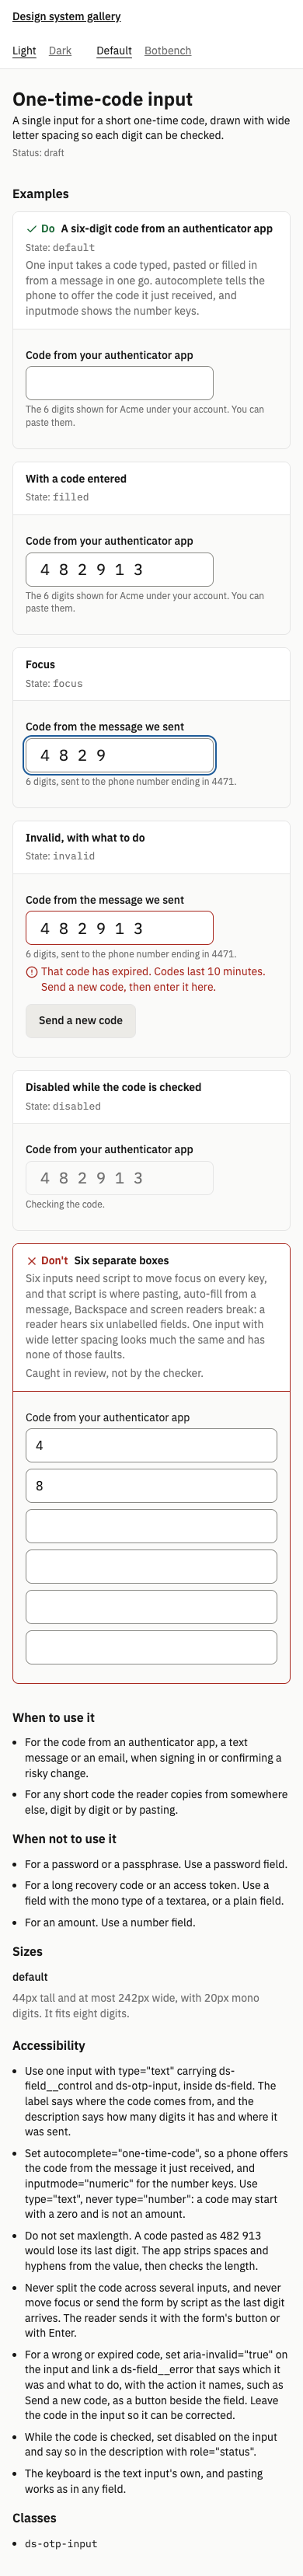 Design system gallery
Light Dark Default Botbench
One-time-code input
A single input for a short one-time code, drawn with wide
letter spacing so each digit can be checked.
Status: draft
Examples
Do A six-digit code from an authenticator app
State: default
One input takes a code typed, pasted or filled in
from a message in one go. autocomplete tells the
phone to offer the code it just received, and
inputmode shows the number keys.
Code from your authenticator app
The 6 digits shown for Acme under your account. You can
paste them.
With a code entered
State: filled
Code from your authenticator app
4 8 2 9 1 3
The 6 digits shown for Acme under your account. You can
paste them.
Focus
State: focus
Code from the message we sent
4 8 2 9
6 digits, sent to the phone number ending in 4471.
Invalid, with what to do
State: invalid
Code from the message we sent
4 8 2 9 1 3
6 digits, sent to the phone number ending in 4471.
That code has expired. Codes last 10 minutes.
Send a new code, then enter it here.
Send a new code
Disabled while the code is checked
State: disabled
Code from your authenticator app
4 8 2 9 1 3
Checking the code.
Don't Six separate boxes
Six inputs need script to move focus on every key,
and that script is where pasting, auto-fill from a
message, Backspace and screen readers break: a
reader hears six unlabelled fields. One input with
wide letter spacing looks much the same and has
none of those faults.
Caught in review, not by the checker.
Code from your authenticator app
4
8
When to use it
• For the code from an authenticator app, a text
message or an email, when signing in or confirming a
risky change.
• For any short code the reader copies from somewhere
else, digit by digit or by pasting.
When not to use it
• For a password or a passphrase. Use a password field.
• For a long recovery code or an access token. Use a
field with the mono type of a textarea, or a plain field.
• For an amount. Use a number field.
Sizes
default
44px tall and at most 242px wide, with 20px mono
digits. It fits eight digits.
Accessibility
• Use one input with type="text" carrying ds-
field__control and ds-otp-input, inside ds-field. The
label says where the code comes from, and the
description says how many digits it has and where it
was sent.
• Set autocomplete="one-time-code", so a phone offers
the code from the message it just received, and
inputmode="numeric" for the number keys. Use
type="text", never type="number": a code may start
with a zero and is not an amount.
• Do not set maxlength. A code pasted as 482 913
would lose its last digit. The app strips spaces and
hyphens from the value, then checks the length.
• Never split the code across several inputs, and never
move focus or send the form by script as the last digit
arrives. The reader sends it with the form's button or
with Enter.
• For a wrong or expired code, set aria-invalid="true" on
the input and link a ds-field__error that says which it
was and what to do, with the action it names, such as
Send a new code, as a button beside the field. Leave
the code in the input so it can be corrected.
• While the code is checked, set disabled on the input
and say so in the description with role="status".
• The keyboard is the text input's own, and pasting
works as in any field.
Classes
• ds-otp-input